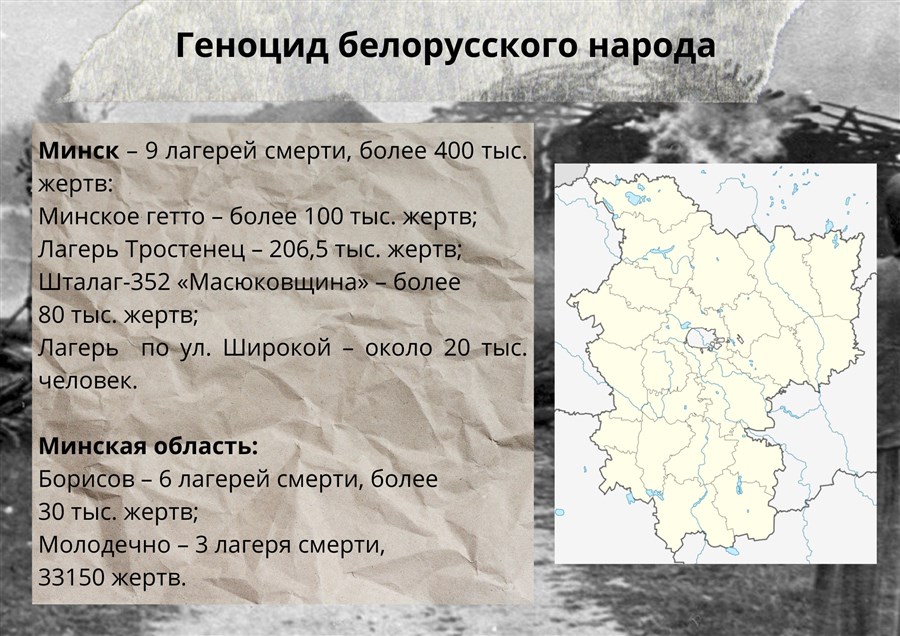 Геноцид белорусского народа
Минск – 9 лагерей смерти, более 400 тыс.
жертв:
Минское гетто – более 100 тыс. жертв;
Лагерь Тростенец – 206,5 тыс. жертв;
Шталаг-352 «Масюковщина» – более
80 тыс. жертв;
Лагерь по ул. Широкой – около 20 тыс.
человек.
Минская область:
Борисов – 6 лагерей смерти, более
30 тыс. жертв;
Молодечно – 3 лагеря смерти,
33150 жертв.